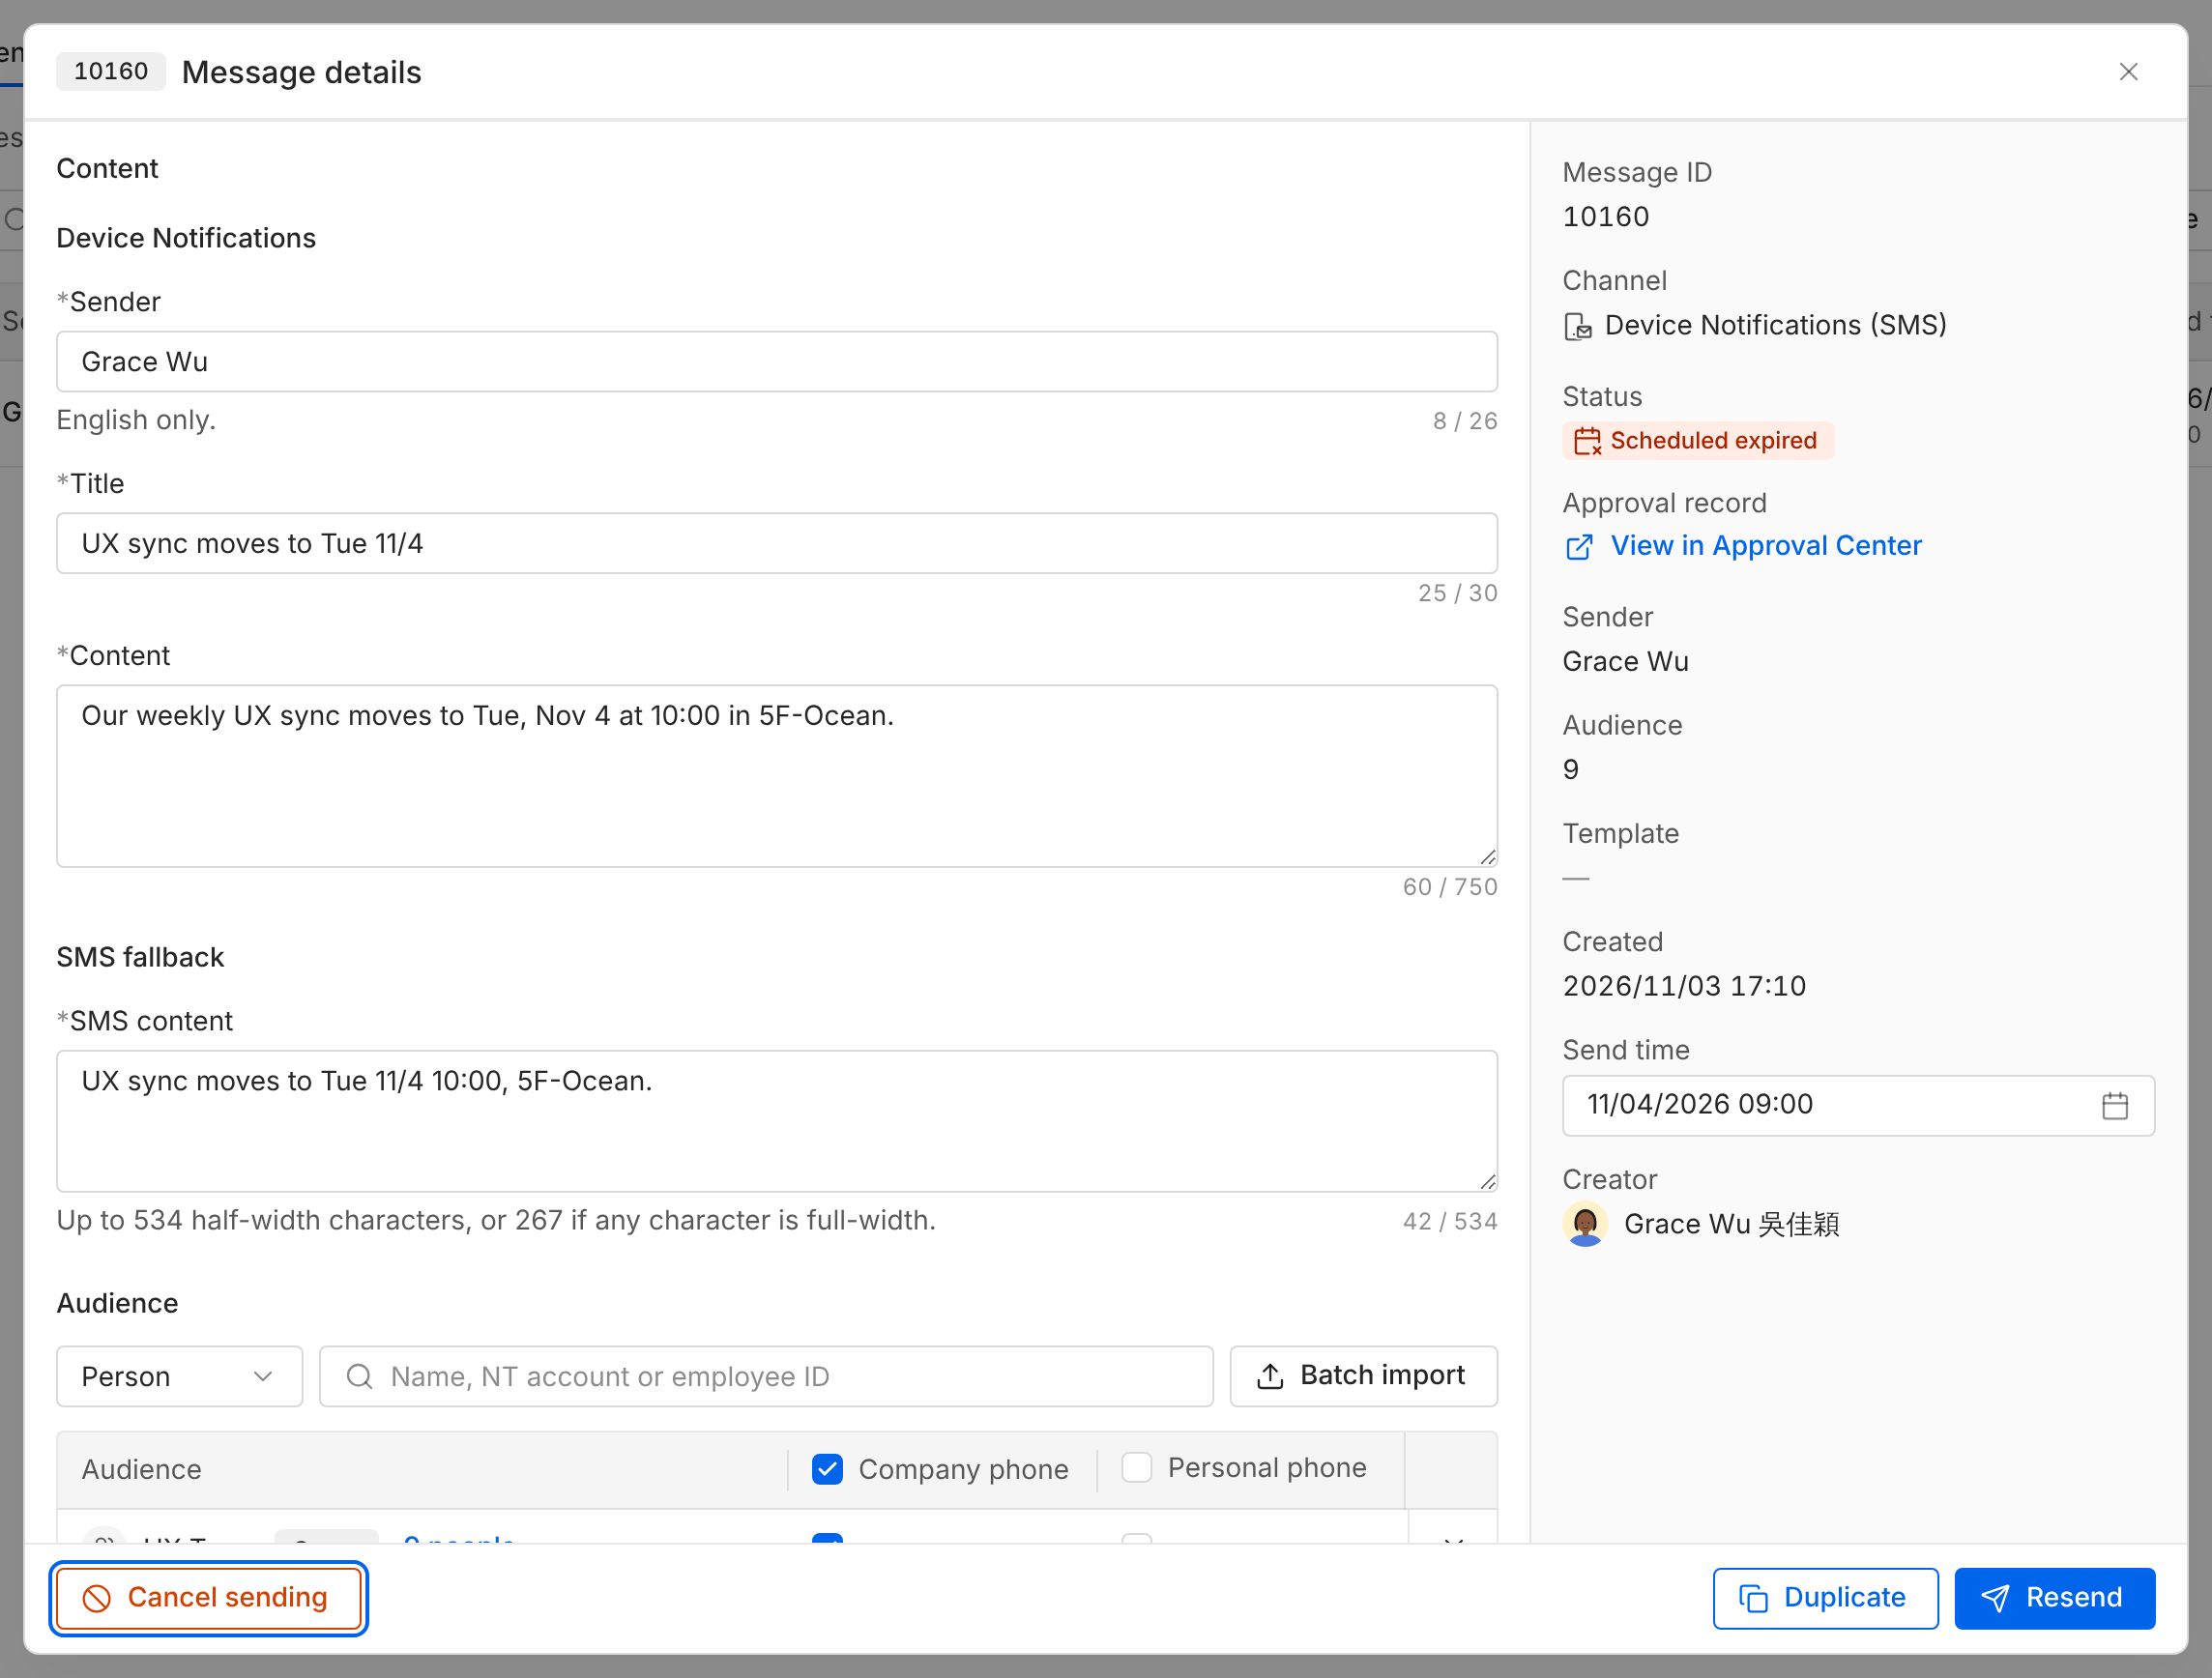 10160 Message details
Content
Device Notifications
*Sender
Grace Wu
English only.
8 / 26
*Title
UX sync moves to Tue 11/4
25 / 30
*Content
Our weekly UX sync moves to Tue, Nov 4 at 10:00 in 5F-Ocean.
60 / 750
SMS fallback
*SMS content
UX sync moves to Tue 11/4 10:00, 5F-Ocean.
Up to 534 half-width characters, or 267 if any character is full-width.
42 / 534
Audience
Person
Name, NT account or employee ID
Batch import
Audience
Company phone
Personal phone
Cancel sending
Duplicate
Resend
Message ID
10160
Channel
Device Notifications (SMS)
Status
Scheduled expired
Approval record
View in Approval Center
Sender
Grace Wu
Audience
9
Template
—
Created
2026/11/03 17:10
Send time
11/04/2026 09:00
Creator
Grace Wu 吳佳穎